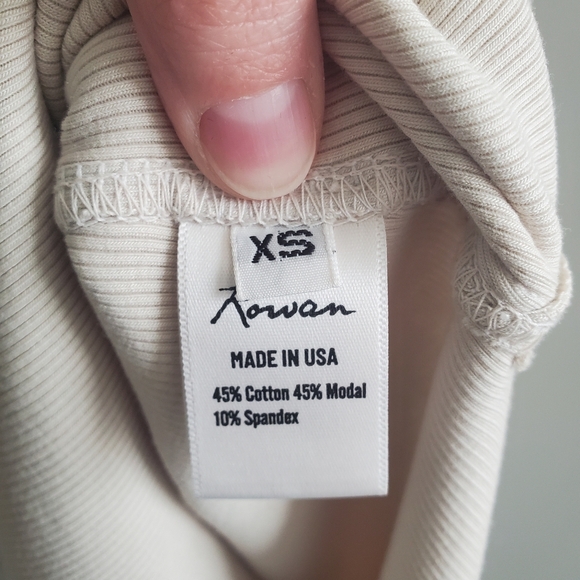 XS
Rowan
MADE IN USA
45% Cotton 45% Modal
10% Spandex